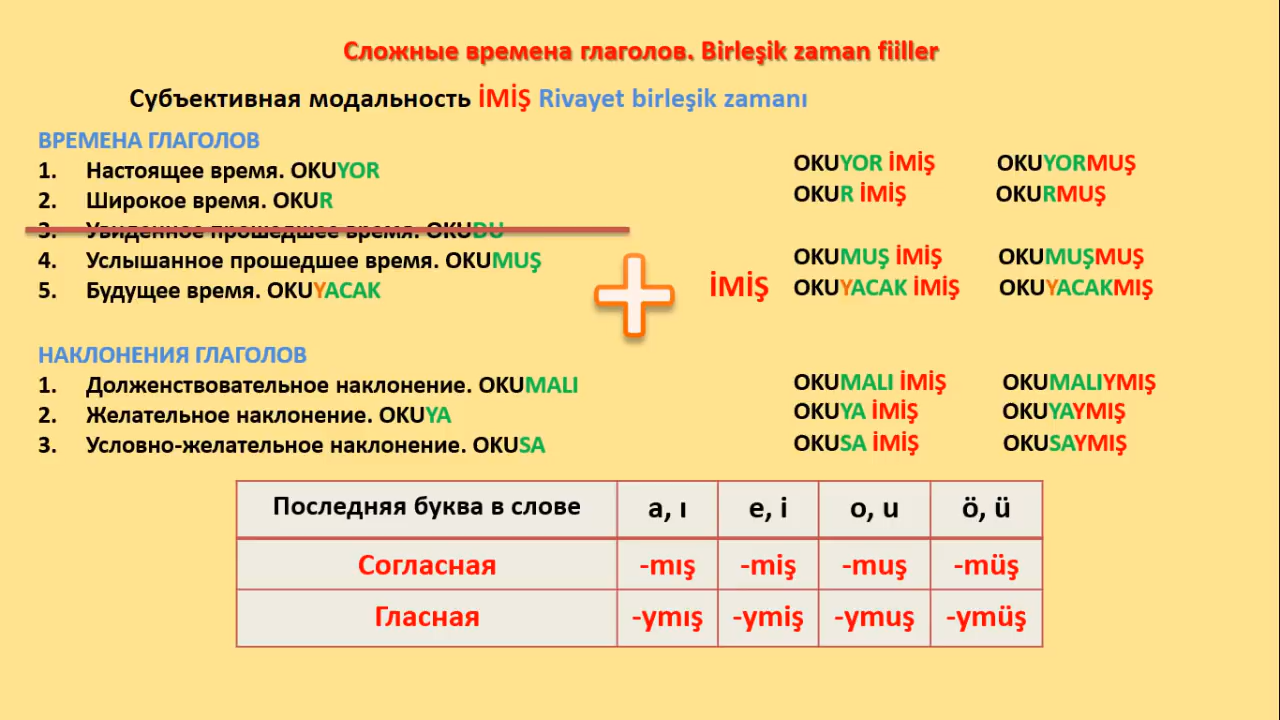 Сложные времена глаголов. Birleşik zaman fiiller
Субъективная модальность İMİŞ Rivayet birleşik zamanı
ВРЕМЕНА ГЛАГОЛОВ
1. Настоящее время. OKUYOR
OKUYOR İMİŞ OKUYORMUŞ
2. Широкое время. OKUR
OKUR İMİŞ OKURMUŞ
3. Увиденное прошедшее время. OKUDU
4. Услышанное прошедшее время. OKUMUŞ
OKUMUŞ İMİŞ OKUMUŞMUŞ
5. Будущее время. OKUYACAK
İMİŞ
OKUYACAK İMİŞ OKUYACAKMIŞ
НАКЛОНЕНИЯ ГЛАГОЛОВ
1. Долженствовательное наклонение. OKUMALI
OKUMALI İMİŞ OKUMALIYMIŞ
2. Желательное наклонение. OKUYA
OKUYA İMİŞ OKUYAYMIŞ
3. Условно-желательное наклонение. OKUSA
OKUSA İMİŞ OKUSAYMIŞ
Последняя буква в слове a, ı e, i o, u ö, ü
Согласная -mış -miş -muş -müş
Гласная -ymış -ymiş -ymuş -ymüş